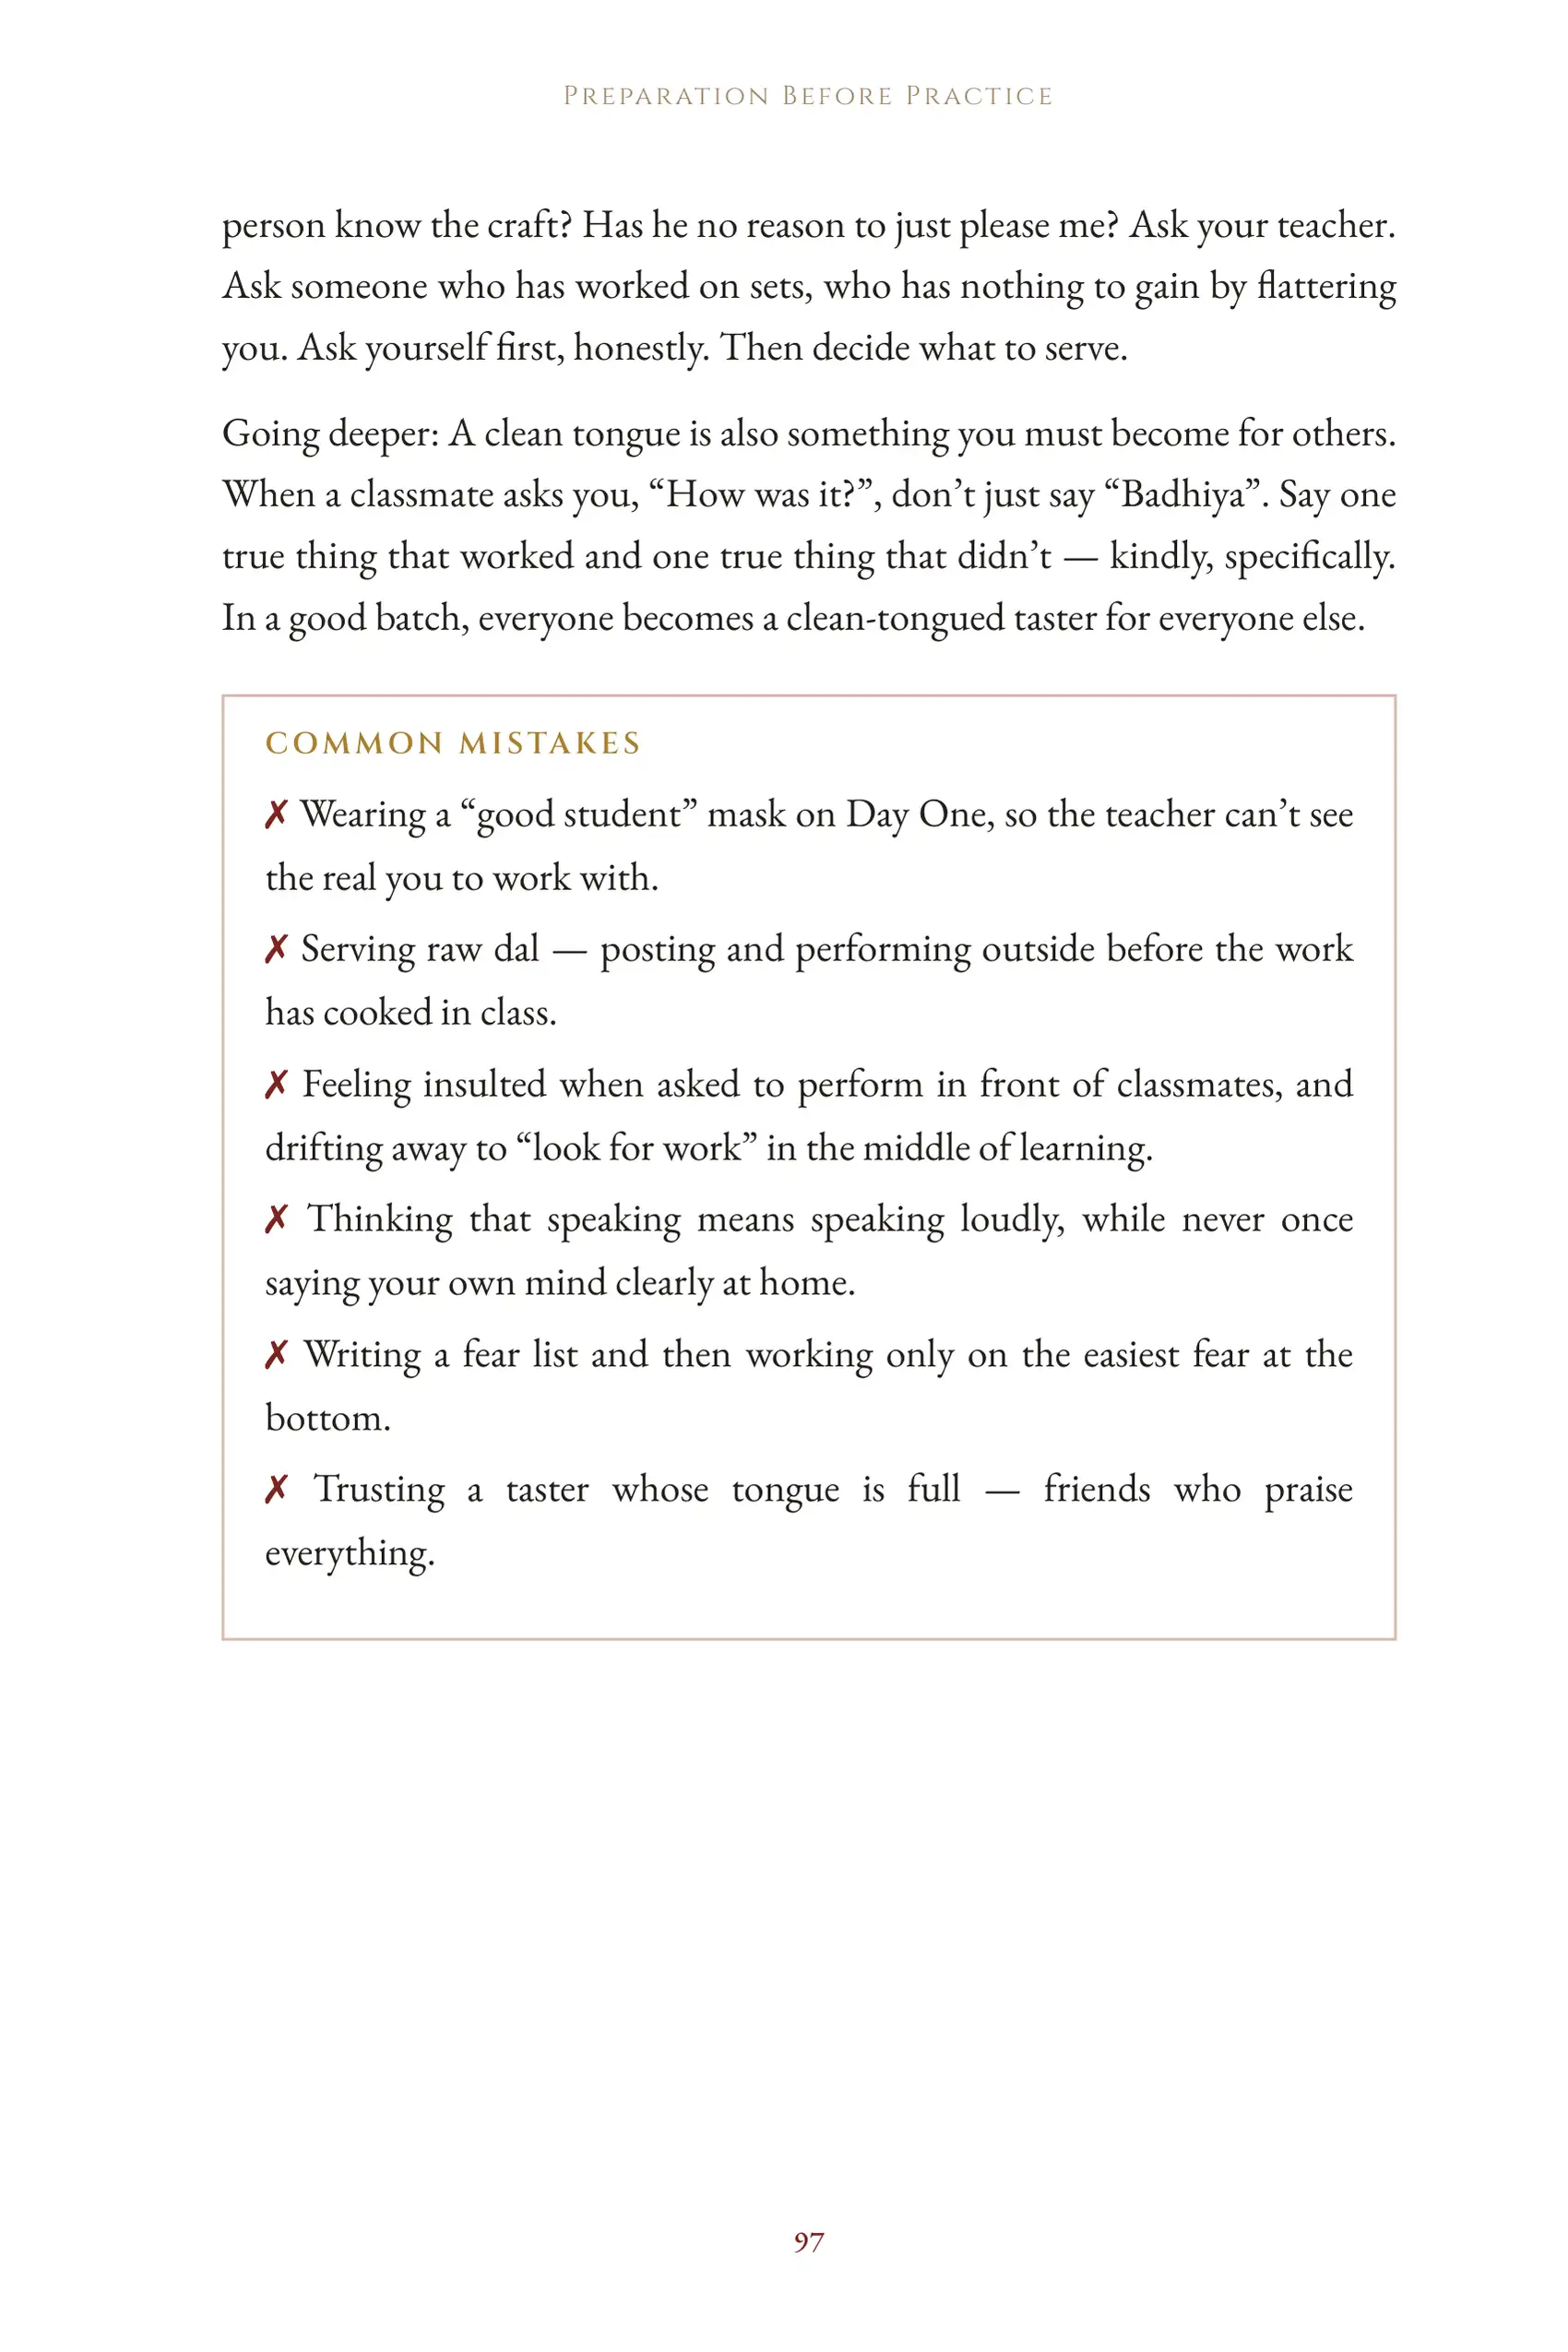 Preparation Before Practice
person know the craft? Has he no reason to just please me? Ask your teacher.
Ask someone who has worked on sets, who has nothing to gain by flattering
you. Ask yourself first, honestly. Then decide what to serve.
Going deeper: A clean tongue is also something you must become for others.
When a classmate asks you, “How was it?”, don’t just say “Badhiya”. Say one
true thing that worked and one true thing that didn’t — kindly, specifically.
In a good batch, everyone becomes a clean-tongued taster for everyone else.
COMMON MISTAKES
✗ Wearing a “good student” mask on Day One, so the teacher can’t see
the real you to work with.
✗ Serving raw dal — posting and performing outside before the work
has cooked in class.
✗ Feeling insulted when asked to perform in front of classmates, and
drifting away to “look for work” in the middle of learning.
✗ Thinking that speaking means speaking loudly, while never once
saying your own mind clearly at home.
✗ Writing a fear list and then working only on the easiest fear at the
bottom.
✗ Trusting a taster whose tongue is full — friends who praise
everything.
97